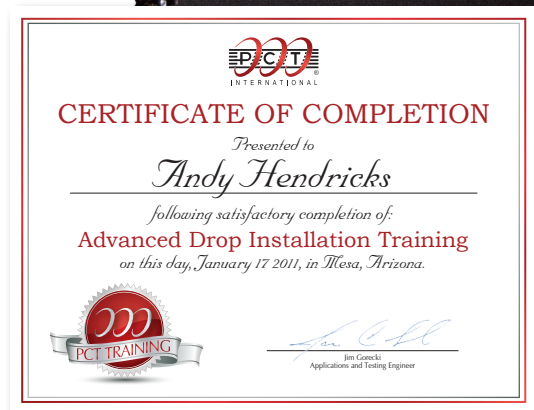 PCT
®
INTERNATIONAL
CERTIFICATE OF COMPLETION
Presented to
Andy Hendricks
following satisfactory completion of:
Advanced Drop Installation Training
on this day, January 17 2011, in Mesa, Arizona.
PCT TRAINING
Jim Gorecki
Applications and Testing Engineer